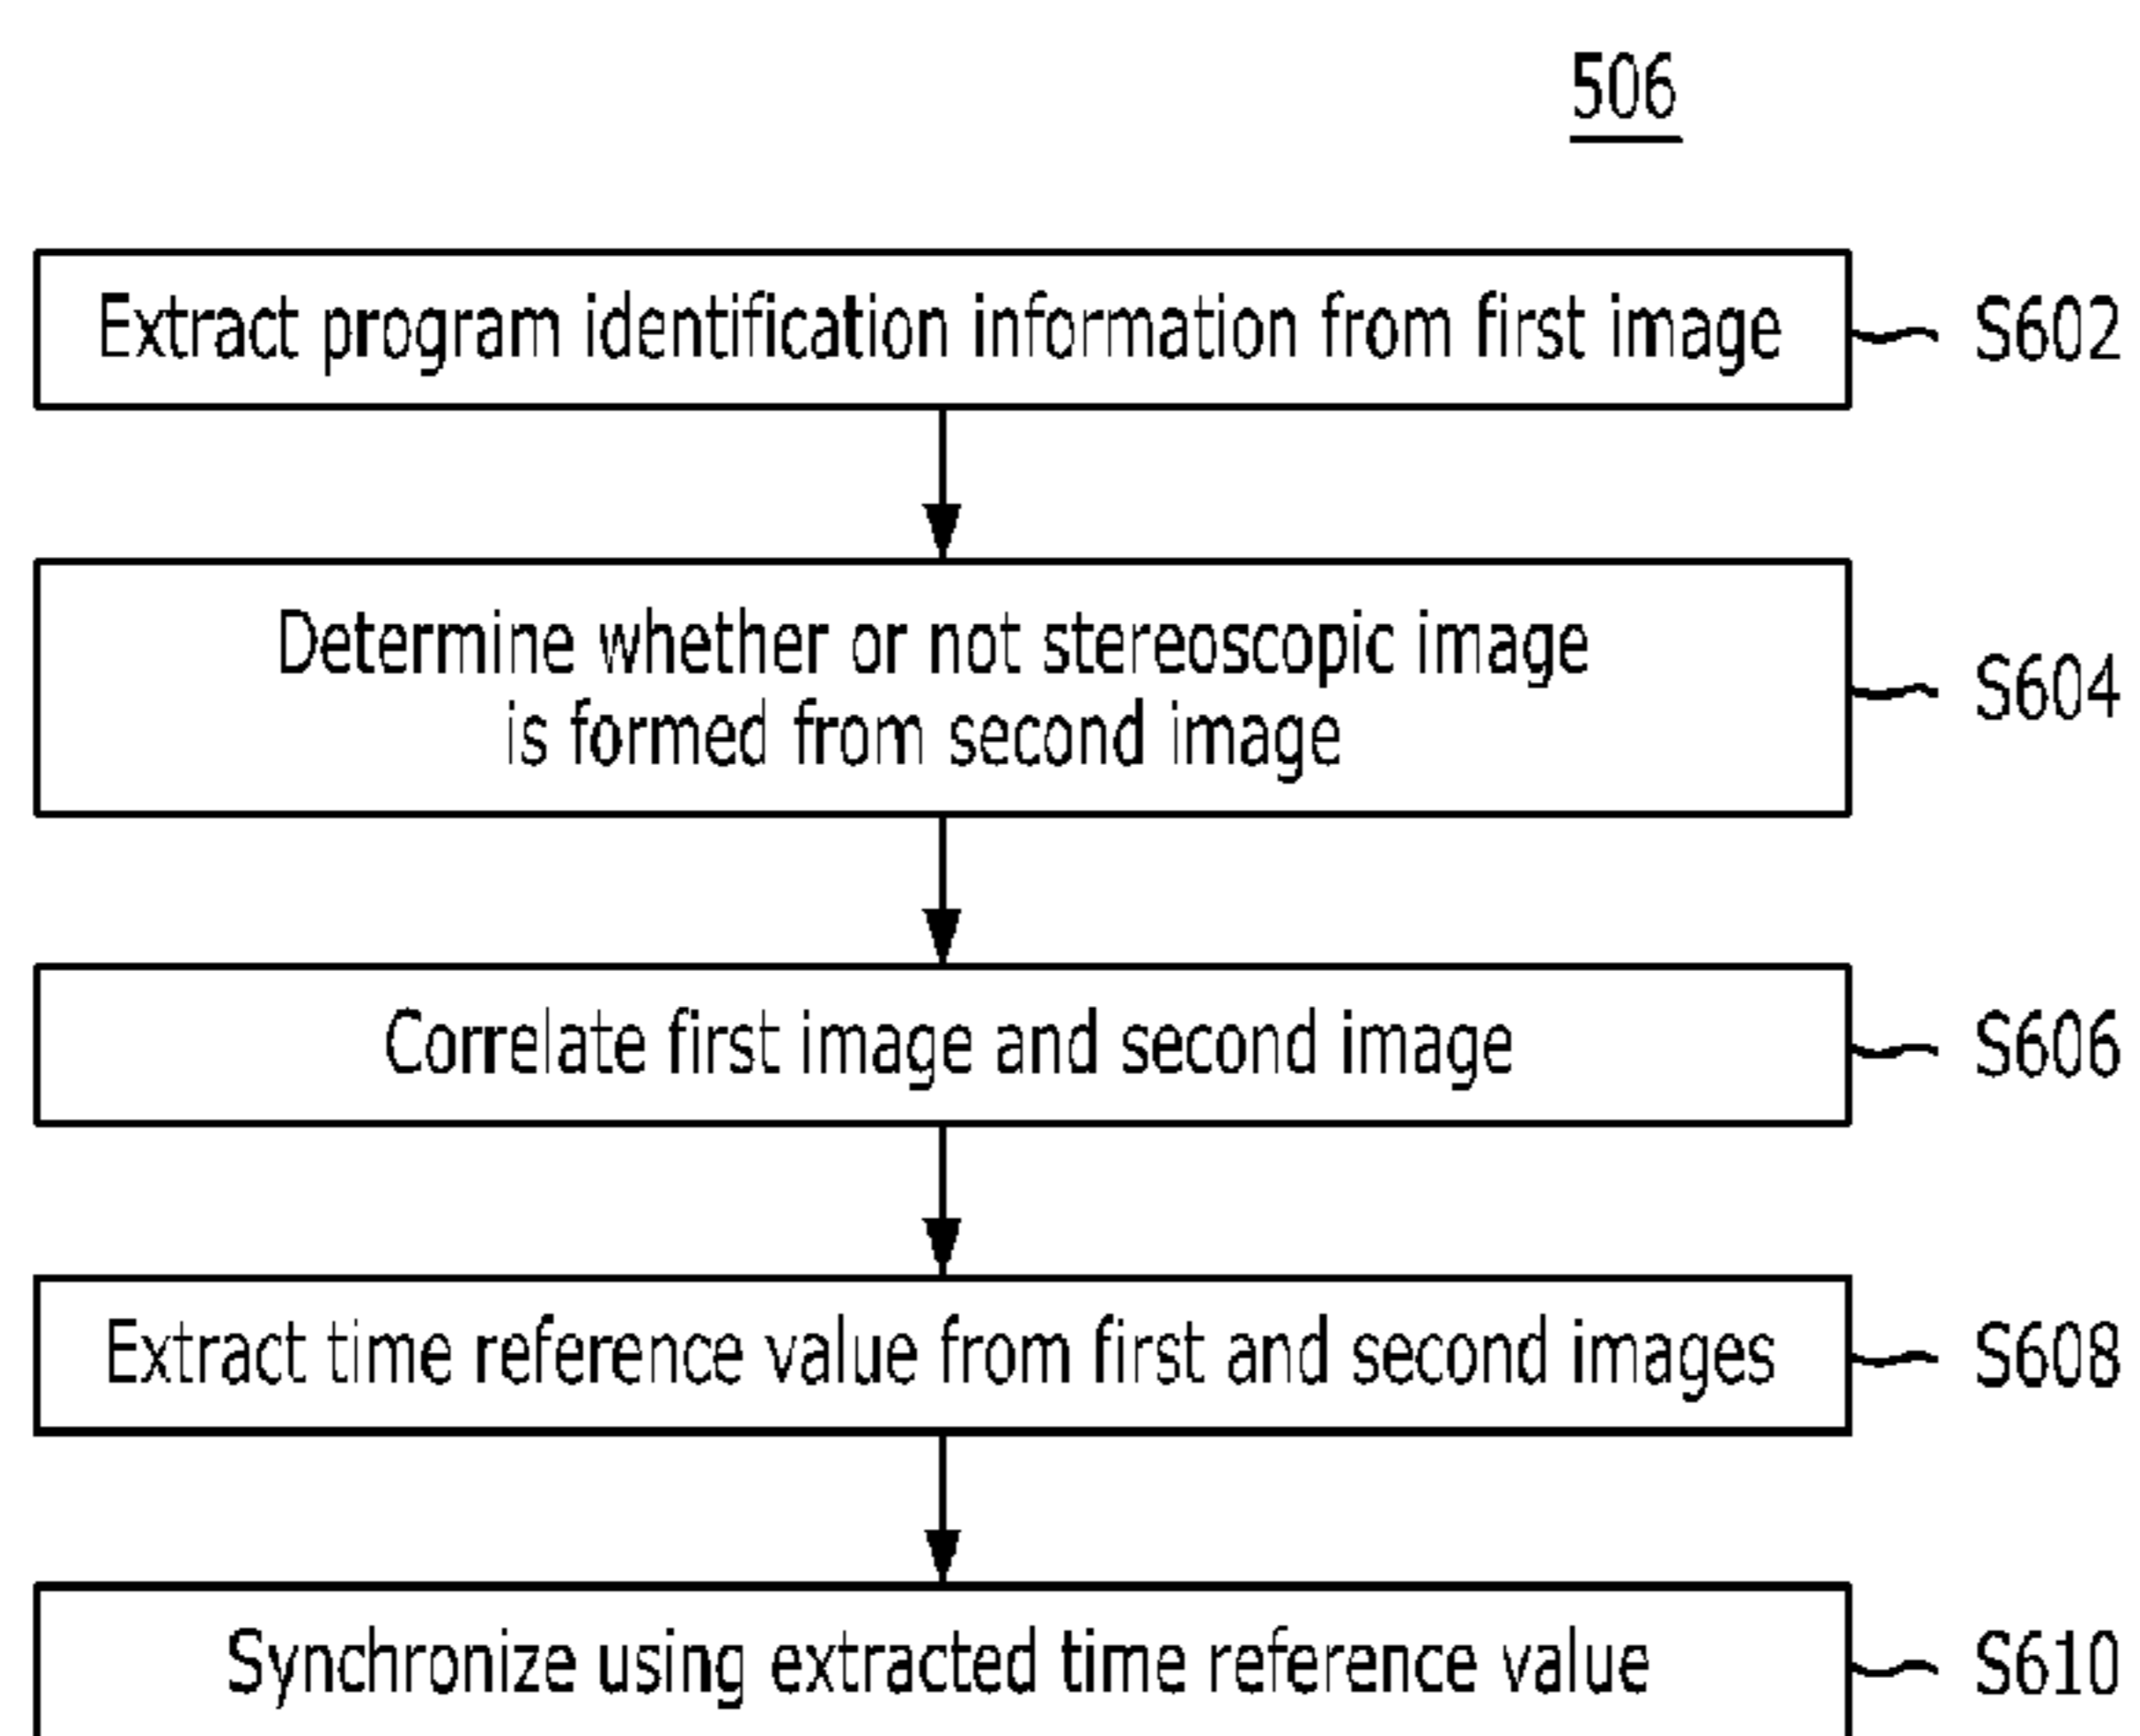 506
Extract program identification information from first image
S602
Determine whether or not stereoscopic image
is formed from second image
S604
Correlate first image and second image
S606
Extract time reference value from first and second images
S608
Synchronize using extracted time reference value
S610